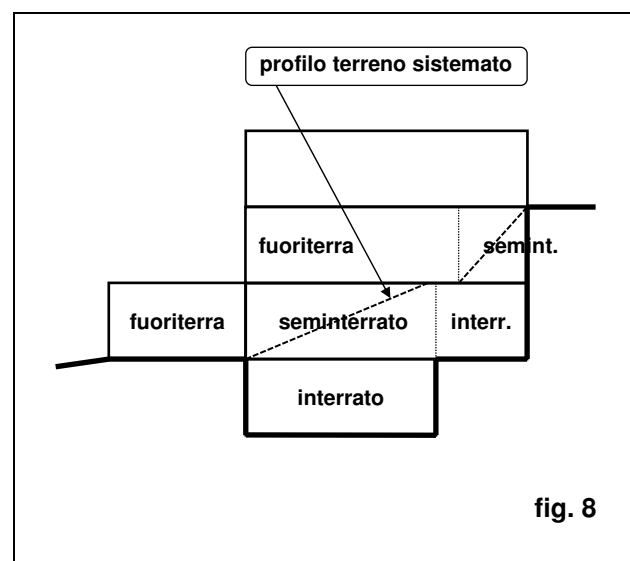 profilo terreno sistemato
fuoriterra semint.
fuoriterra seminterrato interr.
interrato
fig. 8